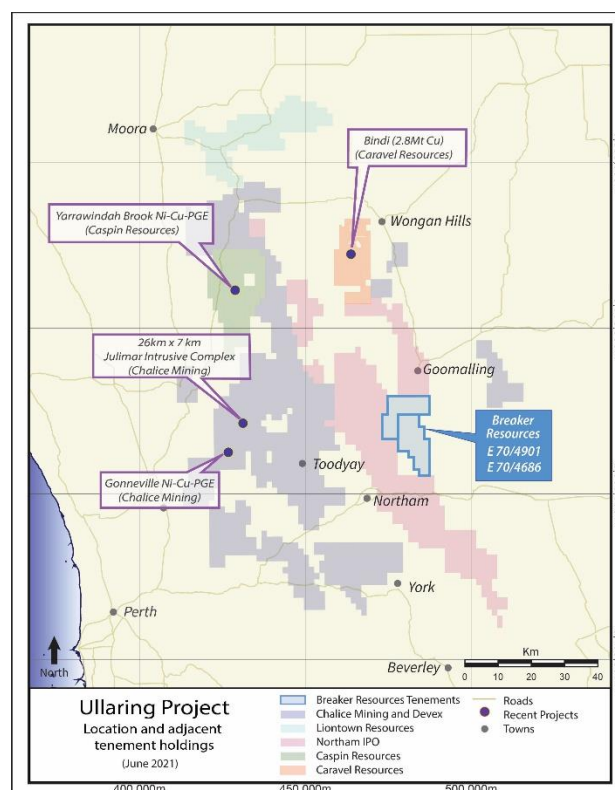 Moora
Bindi (2.8Mt Cu)
(Caravel Resources)
Yarrawindah Brook Ni-Cu-PGE
(Caspin Resources)
Wongan Hills
26km x 7 km
Julimar Intrusive Complex
(Chalice Mining)
Goomalling
Breaker
Resources
E 70/4901
E 70/4686
Gonneville Ni-Cu-PGE
(Chalice Mining)
Toodyay
Northam
York
Perth
Beverley
North
Km
0 10 20 30 40
Ullaring Project
Location and adjacent
tenement holdings
(June 2021)
Breaker Resources Tenements
Chalice Mining and Devex
Liontown Resources
Northam IPO
Caspin Resources
Caravel Resources
Roads
Recent Projects
Towns
400,000m 450,000m 500,000m